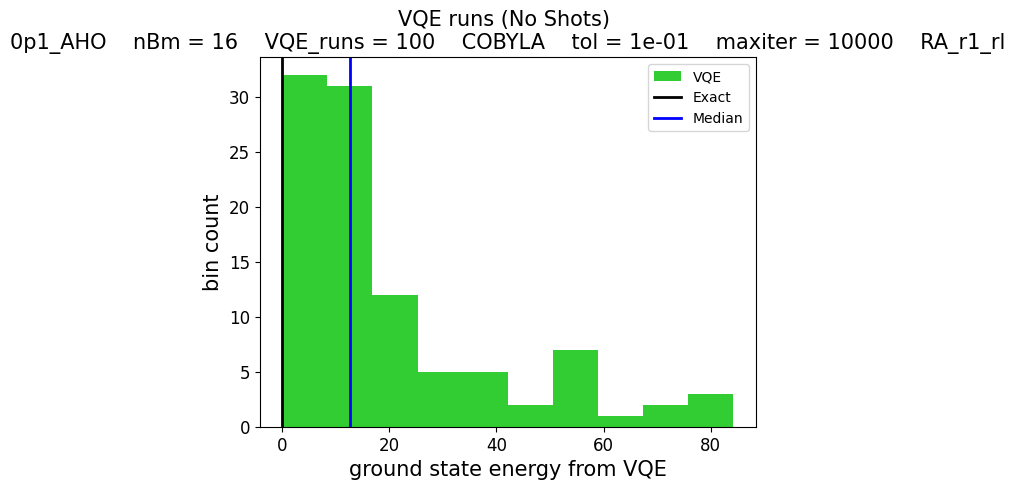 VQE runs (No Shots)
0p1_AHO    nBm = 16    VQE_runs = 100    COBYLA    tol = 1e-01    maxiter = 10000    RA_r1_rl
VQE
Exact
Median
bin count
30
25
20
15
10
5
0
0 20 40 60 80
ground state energy from VQE